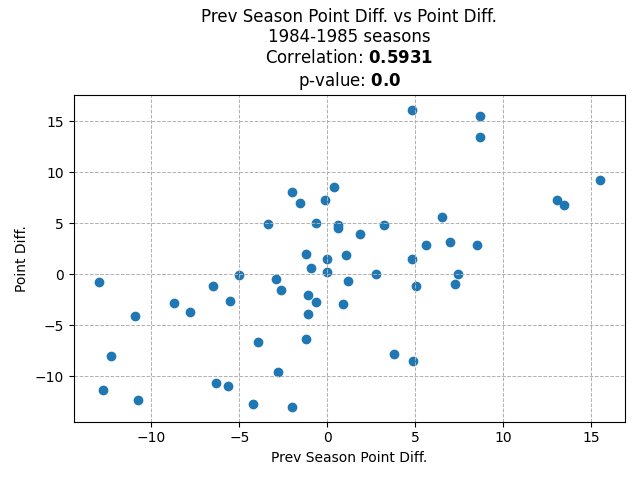 Prev Season Point Diff. vs Point Diff.
1984-1985 seasons
Correlation: 0.5931
p-value: 0.0
15
10
5
0
−5
−10
Point Diff.
−10 −5 0 5 10 15
Prev Season Point Diff.